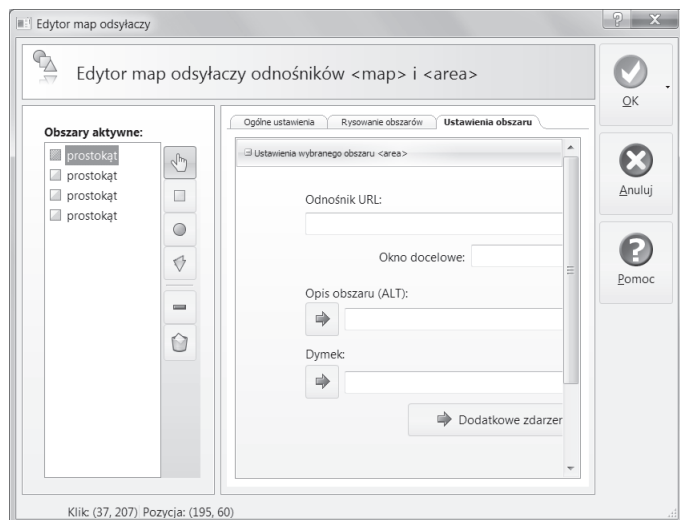 Edytor map odsyłaczy
Edytor map odsyłaczy odnośników <map> i <area>
OK
Obszary aktywne:
prostokąt
prostokąt
prostokąt
prostokąt
Ogólne ustawienia Rysowanie obszarów Ustawienia obszaru
Ustawienia wybranego obszaru <area>
Odnośnik URL:
Okno docelowe:
Opis obszaru (ALT):
Dymek:
Dodatkowe zdarzer
Anuluj
Pomoc
Klik: (37, 207) Pozycja: (195, 60)